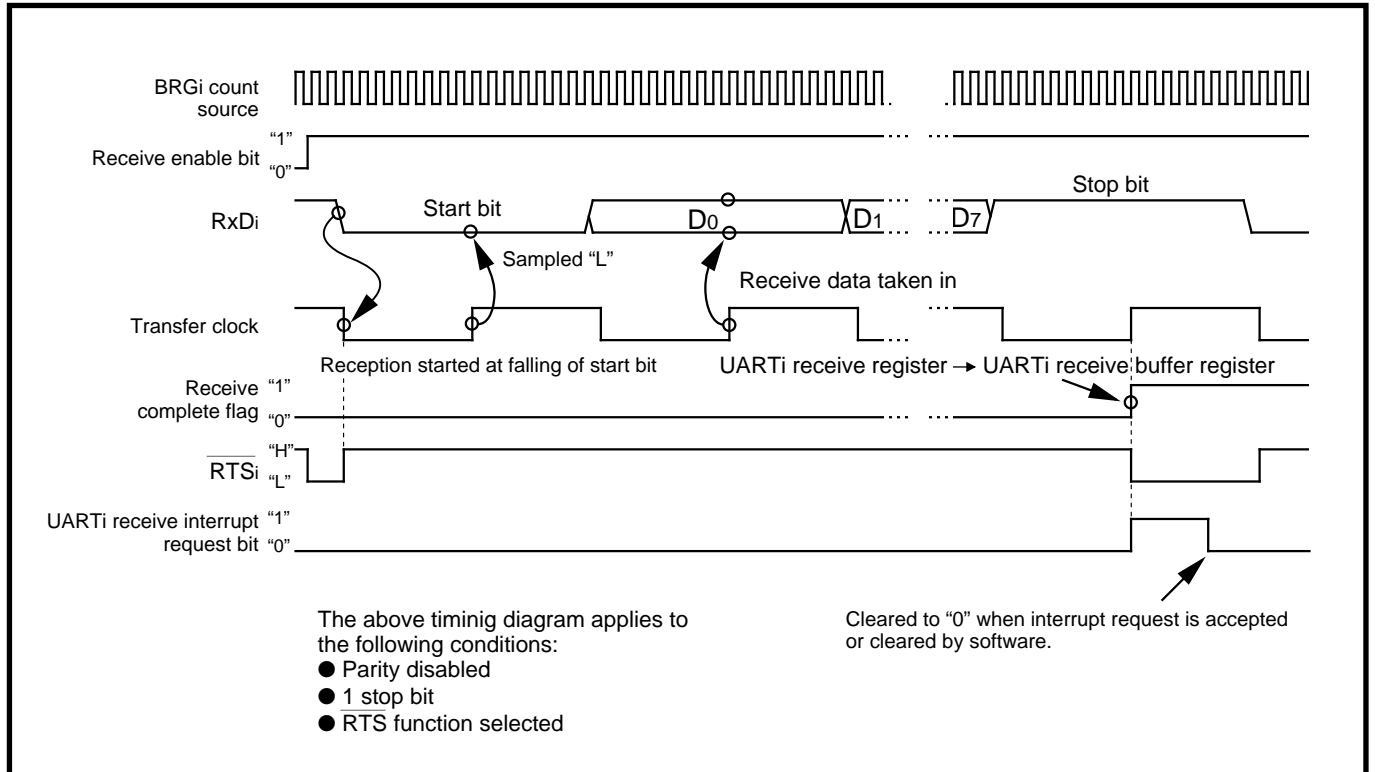 BRGi count
source
“1”
Receive enable bit
“0”
RxDi
Start bit
D0
D1
D7
Stop bit
Sampled “L”
Receive data taken in
Transfer clock
Reception started at falling of start bit
UARTi receive register → UARTi receive buffer register
Receive “1”
complete flag
“0”
“H”
RTSi
“L”
UARTi receive interrupt “1”
request bit “0”
The above timinig diagram applies to
the following conditions:
● Parity disabled
● 1 stop bit
● RTS function selected
Cleared to “0” when interrupt request is accepted
or cleared by software.